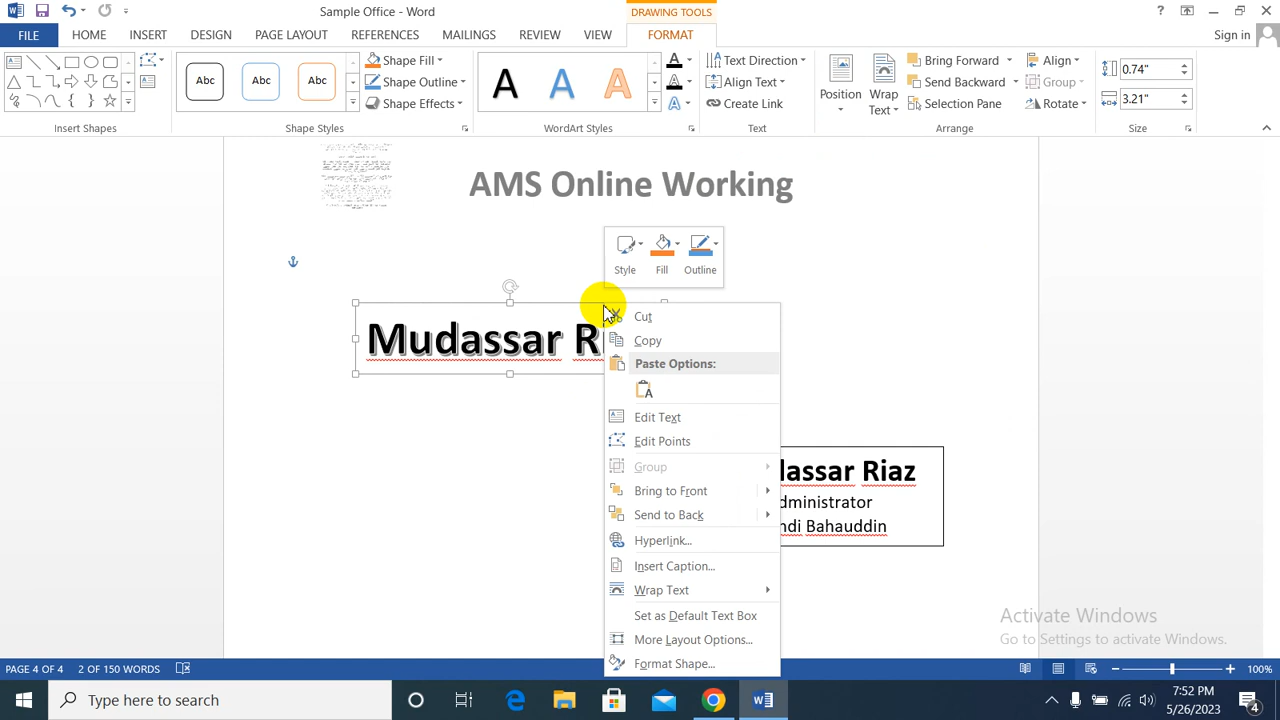 Sample Office - Word
DRAWING TOOLS
Sign in
FILE
HOME
INSERT
DESIGN
PAGE LAYOUT
REFERENCES
MAILINGS
REVIEW
VIEW
FORMAT
Abc
Abc
Abc
Shape Fill
Shape Outline
Shape Effects
A
A
A
Text Direction
Align Text
Create Link
Position
Wrap
Text
Bring Forward
Send Backward
Selection Pane
Align
Group
Rotate
0.74"
3.21"
Insert Shapes
Shape Styles
WordArt Styles
Text
Arrange
Size
AMS Online Working
Style
Fill
Outline
Mudassar R
Cut
Copy
Paste Options:
Edit Text
Edit Points
Group
Bring to Front
Send to Back
Hyperlink...
Insert Caption...
Wrap Text
Set as Default Text Box
More Layout Options...
Format Shape...
lassar Riaz
dministrator
ndi Bahauddin
Activate Windows
Go to Settings to activate Windows.
PAGE 4 OF 4
2 OF 150 WORDS
100%
Type here to search
7:52 PM
5/26/2023
4